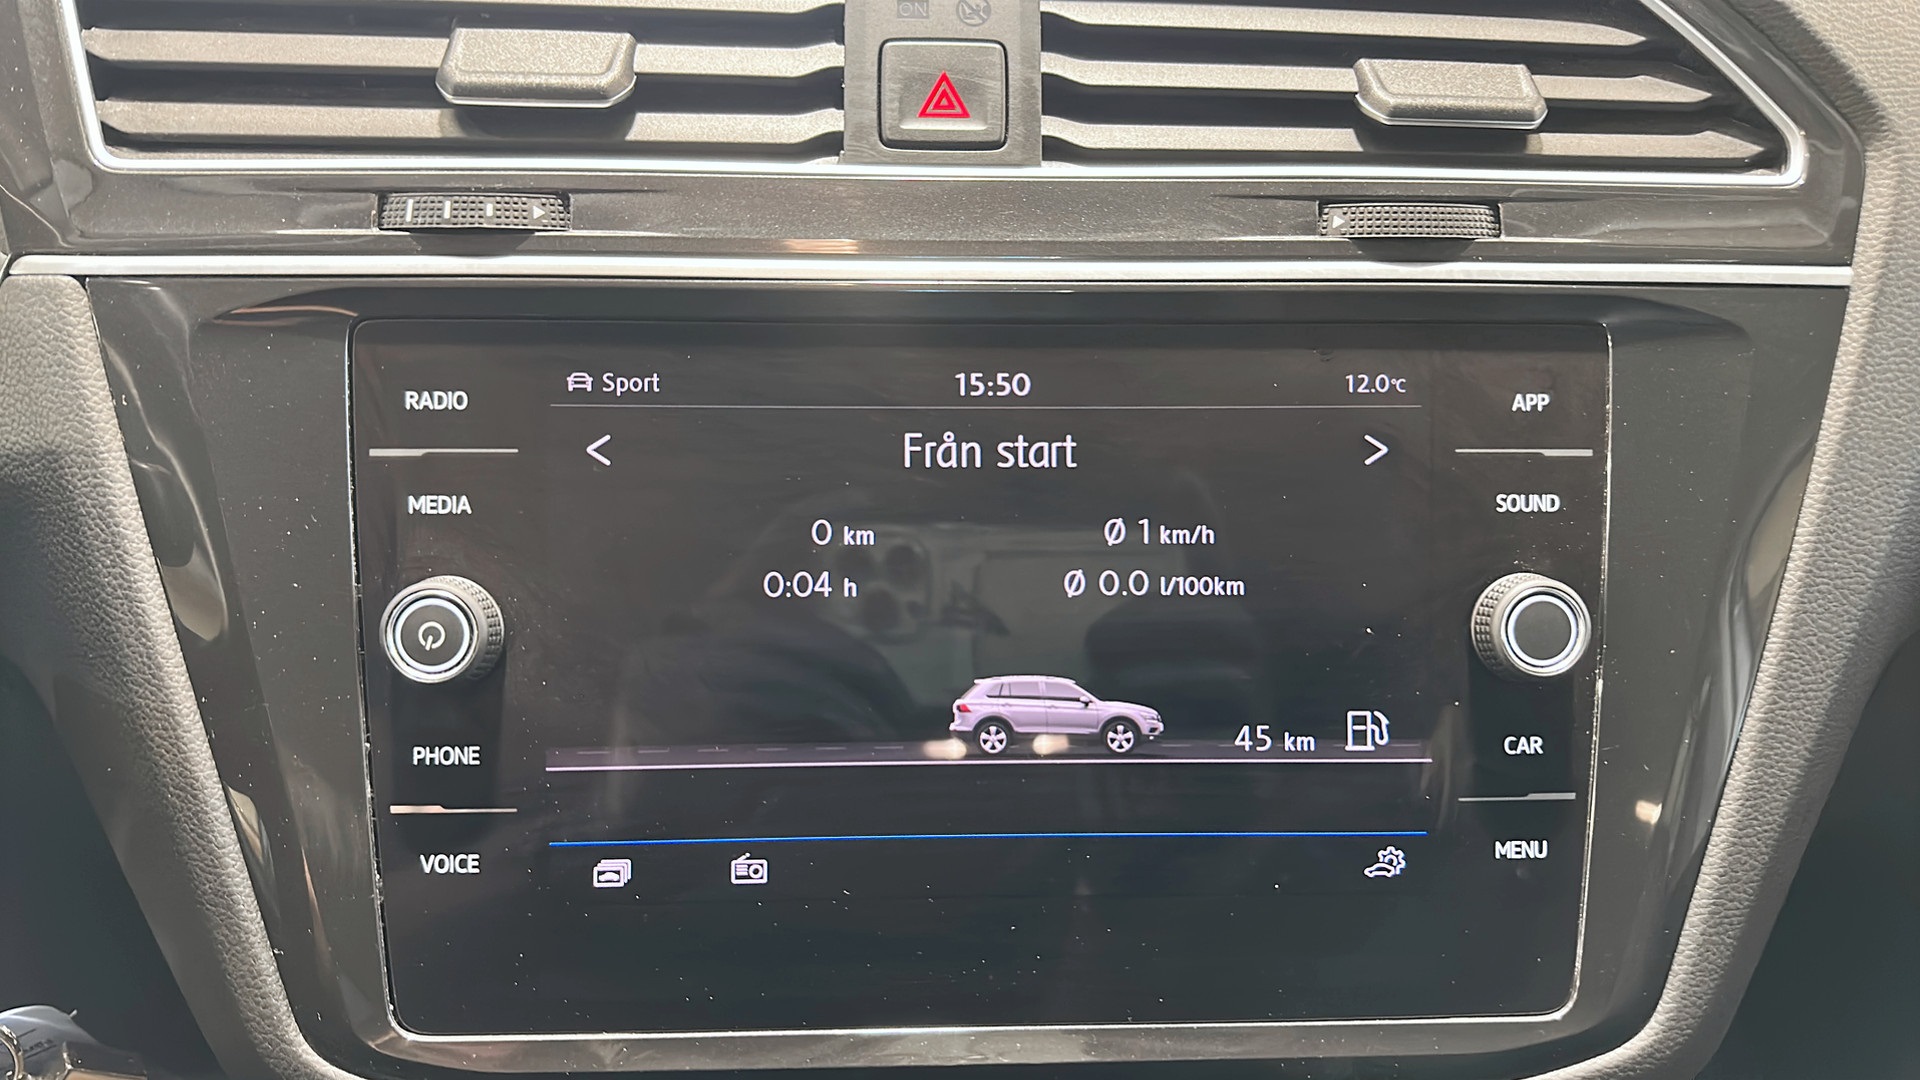 ON
RADIO
MEDIA
PHONE
VOICE
Sport 15:50 12.0°C
< Från start >
0 km Ø 1 km/h
0:04 h Ø 0.0 l/100km
45 km
APP
SOUND
CAR
MENU